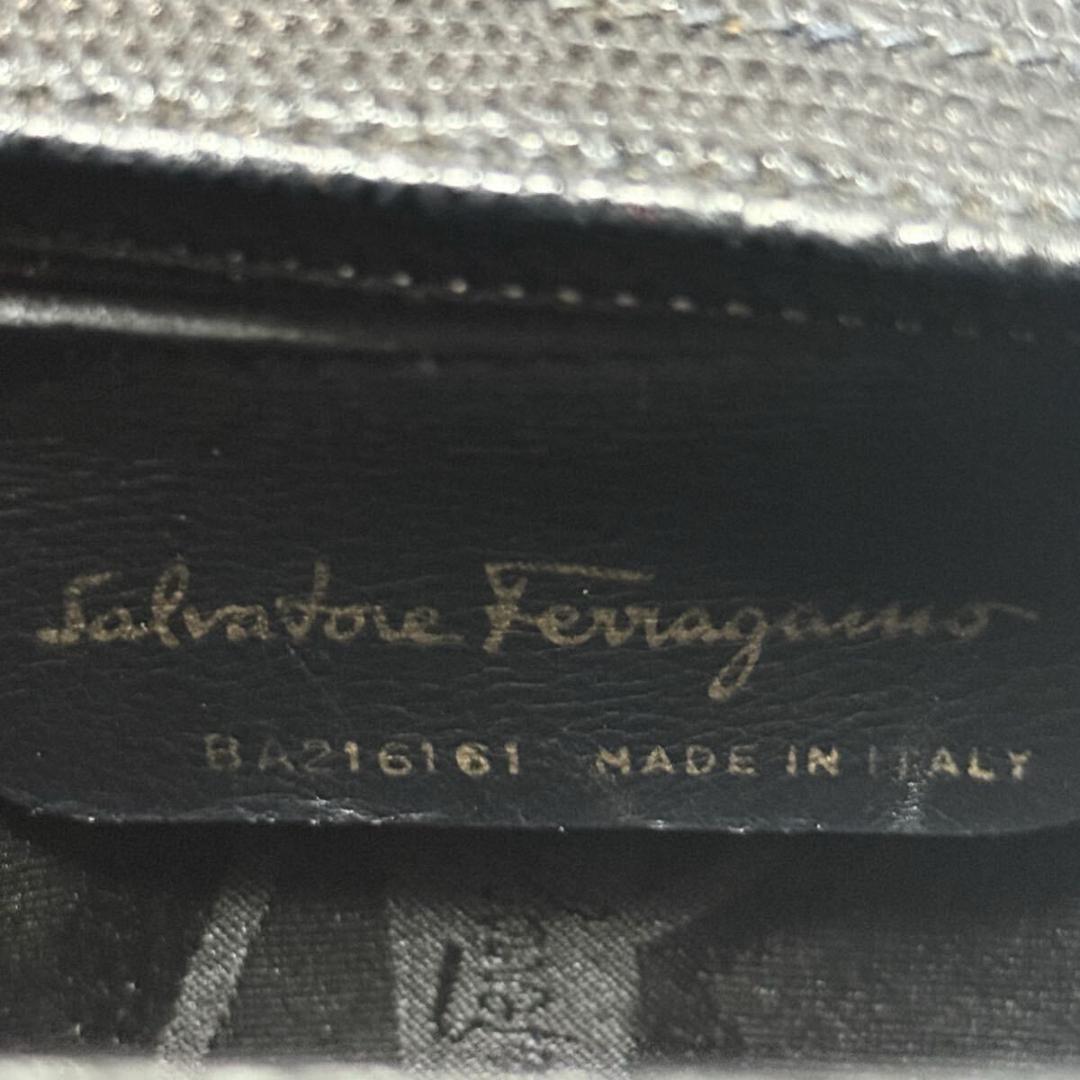 Salvatore Ferragamo
BA216161 MADE IN ITALY